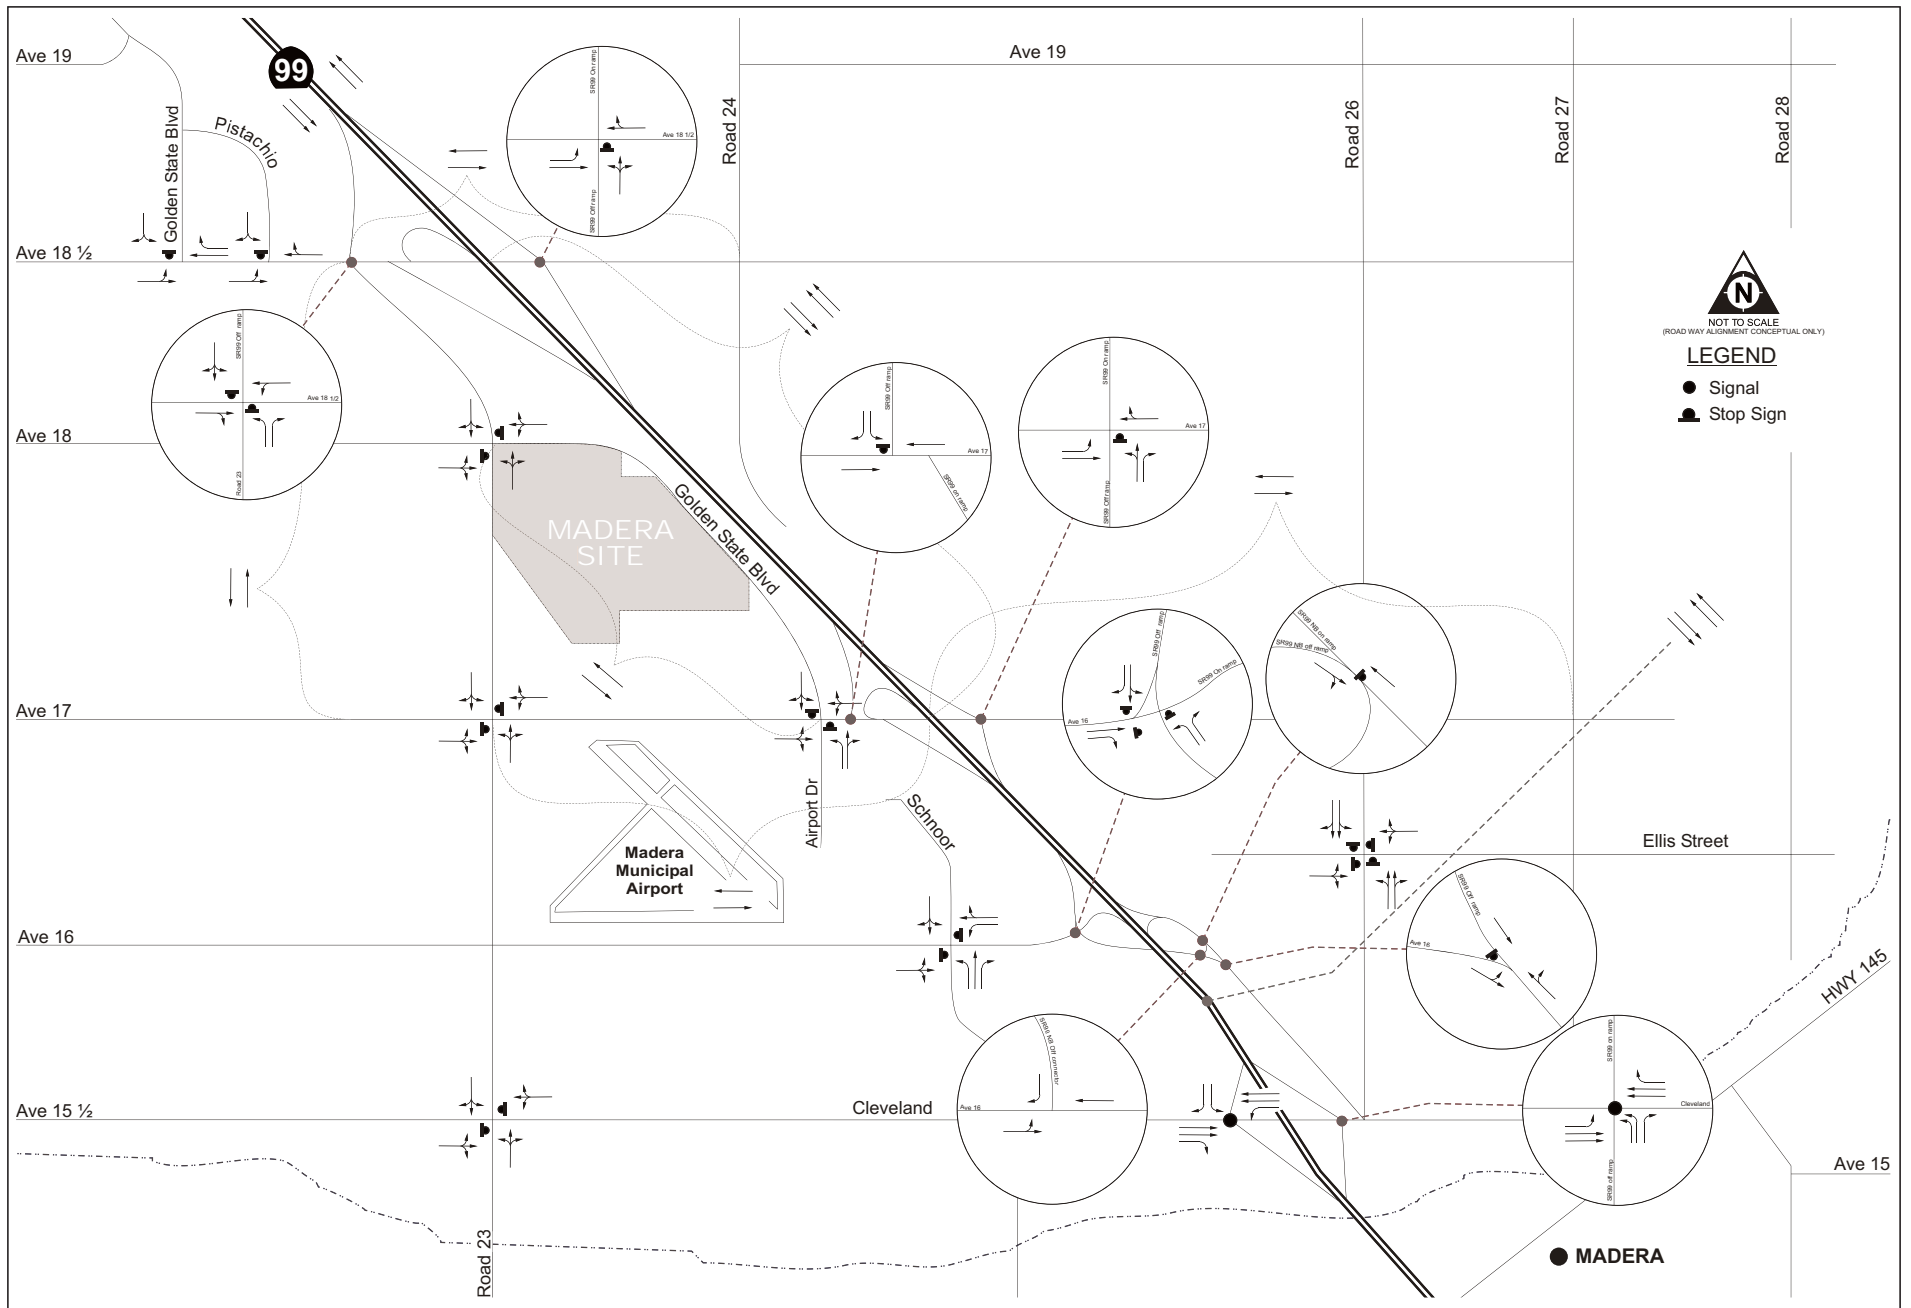 Ave 19
99
Ave 19
Golden State Blvd
Pistachio
SR99 On ramp
Ave 18 1/2
SR99 Off ramp
Road 24
Road 26
Road 27
Road 28
Ave 18 ½
N
NOT TO SCALE
(ROAD WAY ALIGNMENT CONCEPTUAL ONLY)
LEGEND
Signal
Stop Sign
SR99 Off ramp
Ave 18 1/2
Road 23
SR99 Off ramp
Ave 17
SR99 on ramp
SR99 On ramp
Ave 17
SR99 Off ramp
Ave 18
MADERA
SITE
Golden State Blvd
SR99 Off ramp
SR99 On ramp
Ave 16
SR99 NB on ramp
SR99 NB off ramp
Ave 17
Airport Dr
Schnoor
Madera
Municipal
Airport
Ellis Street
SR99 Off ramp
Ave 16
Ave 16
HWY 145
SR99 NB Off connector
Ave 16
SR99 on ramp
Cleveland
SR99 off ramp
Ave 15 ½
Cleveland
Ave 15
Road 23
MADERA